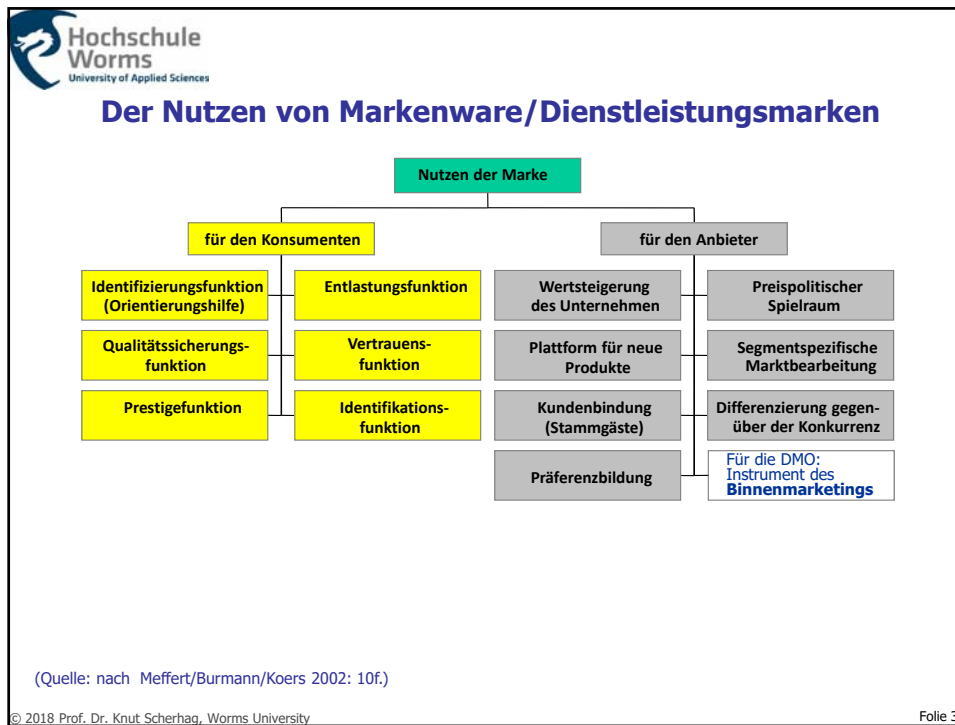 Hochschule
Worms
University of Applied Sciences
Der Nutzen von Markenware/Dienstleistungsmarken
Nutzen der Marke
für den Konsumenten
Identifizierungsfunktion
(Orientierungshilfe)
Entlastungsfunktion
Qualitätssicherungs-
funktion
Vertrauens-
funktion
Prestigefunktion
Identifikations-
funktion
für den Anbieter
Wertsteigerung
des Unternehmen
Preispolitischer
Spielraum
Plattform für neue
Produkte
Segmentspezifische
Marktbearbeitung
Kundenbindung
(Stammgäste)
Differenzierung gegen-
über der Konkurrenz
Präferenzbildung
Für die DMO:
Instrument des
Binnenmarketings
(Quelle: nach Meffert/Burmann/Koers 2002: 10f.)
© 2018 Prof. Dr. Knut Scherhag, Worms University
Folie 3